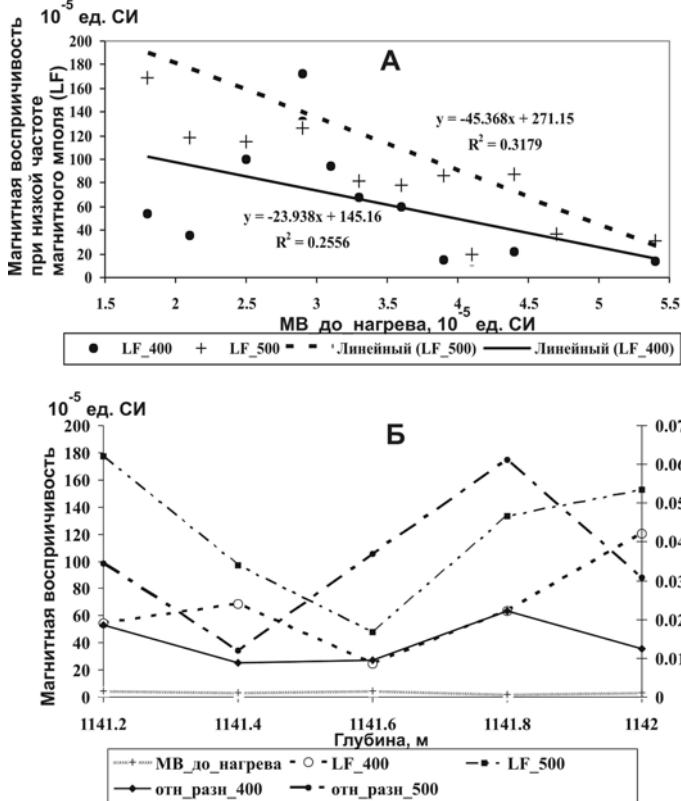 10⁻⁵ ед. СИ
Магнитная восприичивость
при низкой частоте
магнитного мполя (LF)
А
200
180
160
140
120
100
80
60
40
20
0
y = -45.368x + 271.15
R² = 0.3179
y = -23.938x + 145.16
R² = 0.2556
1.5 2 2.5 3 3.5 4 4.5 5 5.5
МВ_до_нагрева, 10⁻⁵ ед. СИ
LF_400 LF_500 Линейный (LF_500) Линейный (LF_400)
10⁻⁵ ед. СИ
Магнитная восприичивость
Б
200
180
160
140
120
100
80
60
40
20
0
0.07
0.06
0.05
0.04
0.03
0.02
0.01
0
1141.2 1141.4 1141.6 1141.8 1142
Глубина, м
МВ_до_нагрева LF_400 LF_500
отн_разн_400 отн_разн_500